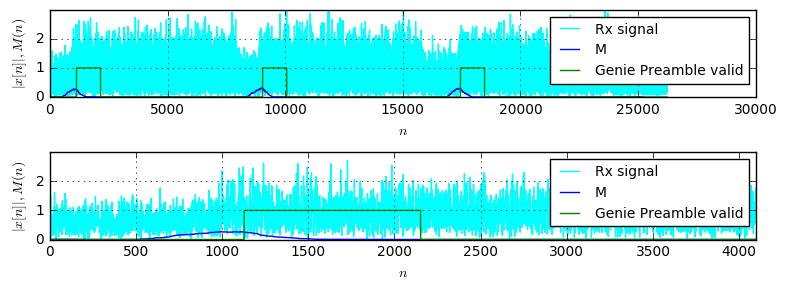 |x[n]|, M(n)
2
1
0
Rx signal
M
Genie Preamble valid
0 5000 10000 15000 20000 25000 30000
n
|x[n]|, M(n)
2
1
0
Rx signal
M
Genie Preamble valid
0 500 1000 1500 2000 2500 3000 3500 4000
n